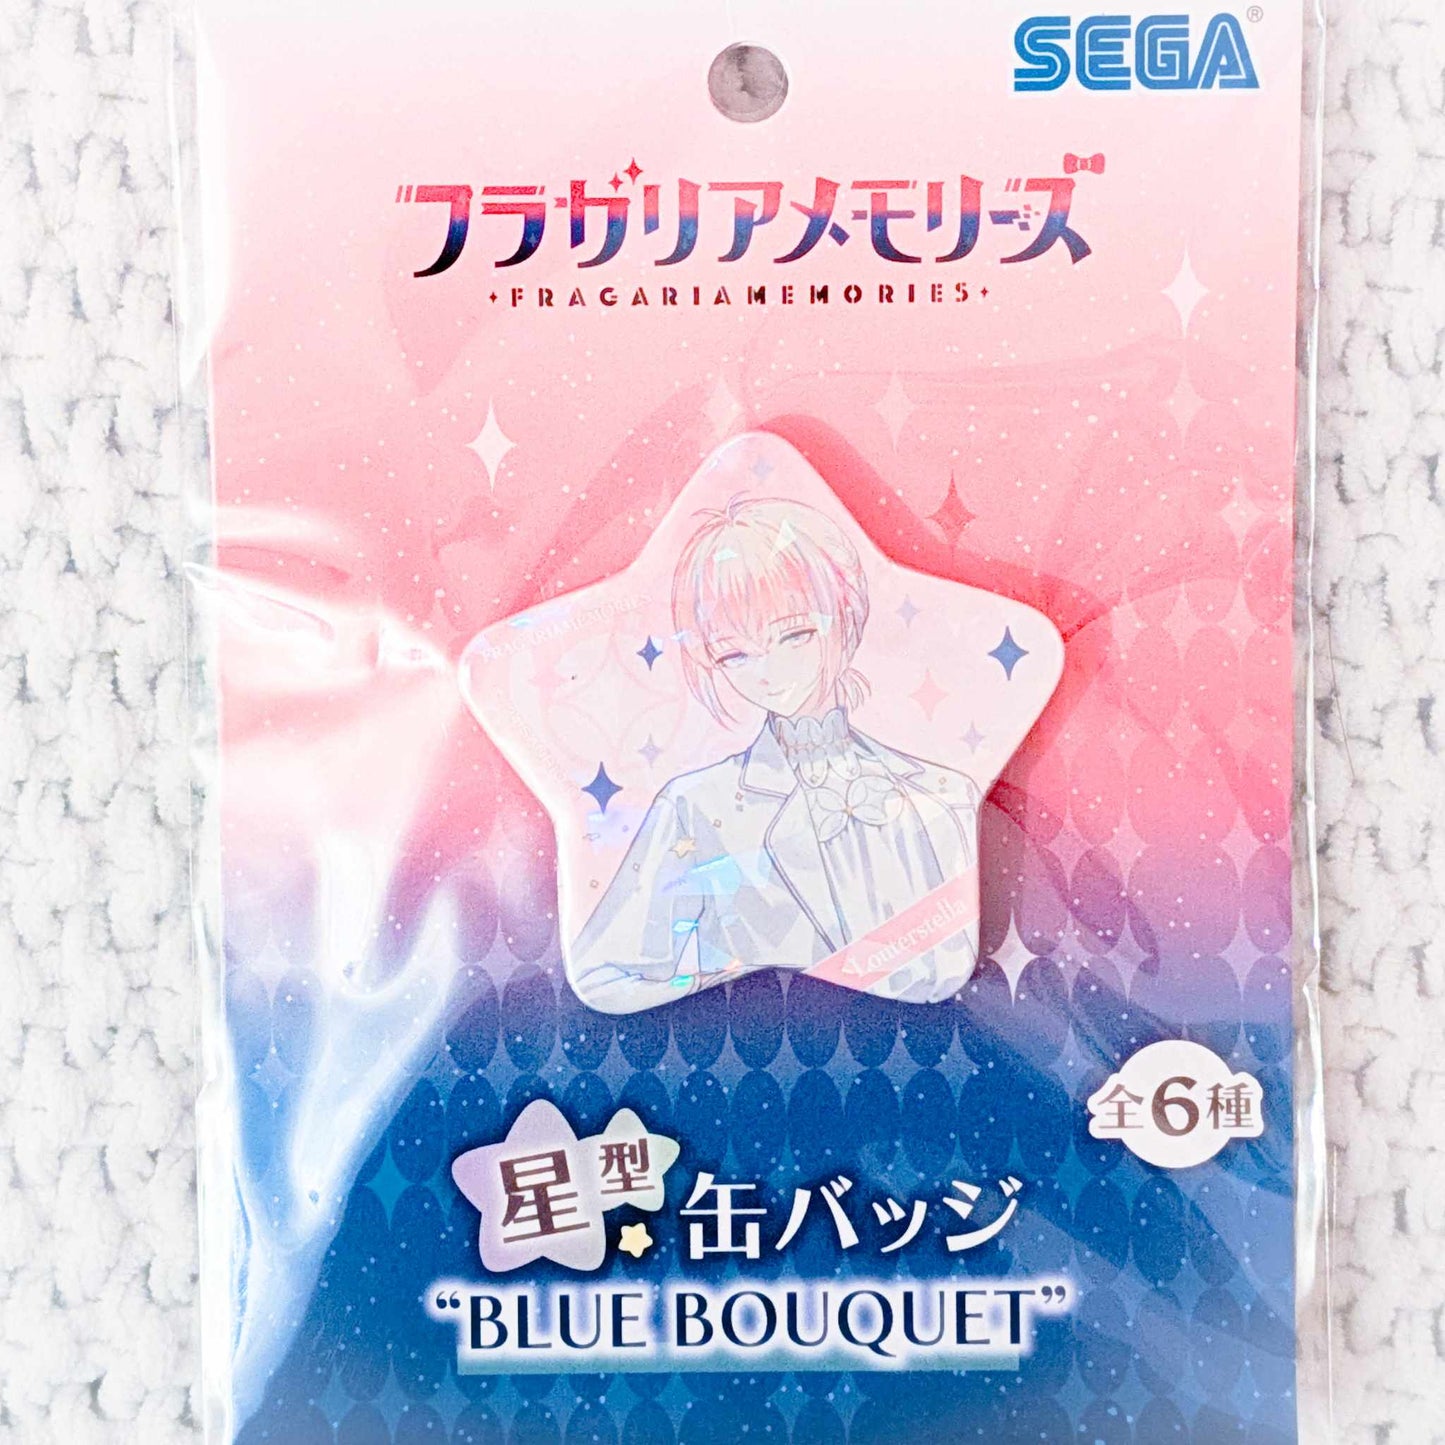 SEGA®
フラガリアメモリーズ
FRAGARIAMEMORIES
FRAGARIAMEMORIES
Lonterstella
全6種
星型
缶バッジ
“BLUE BOUQUET”